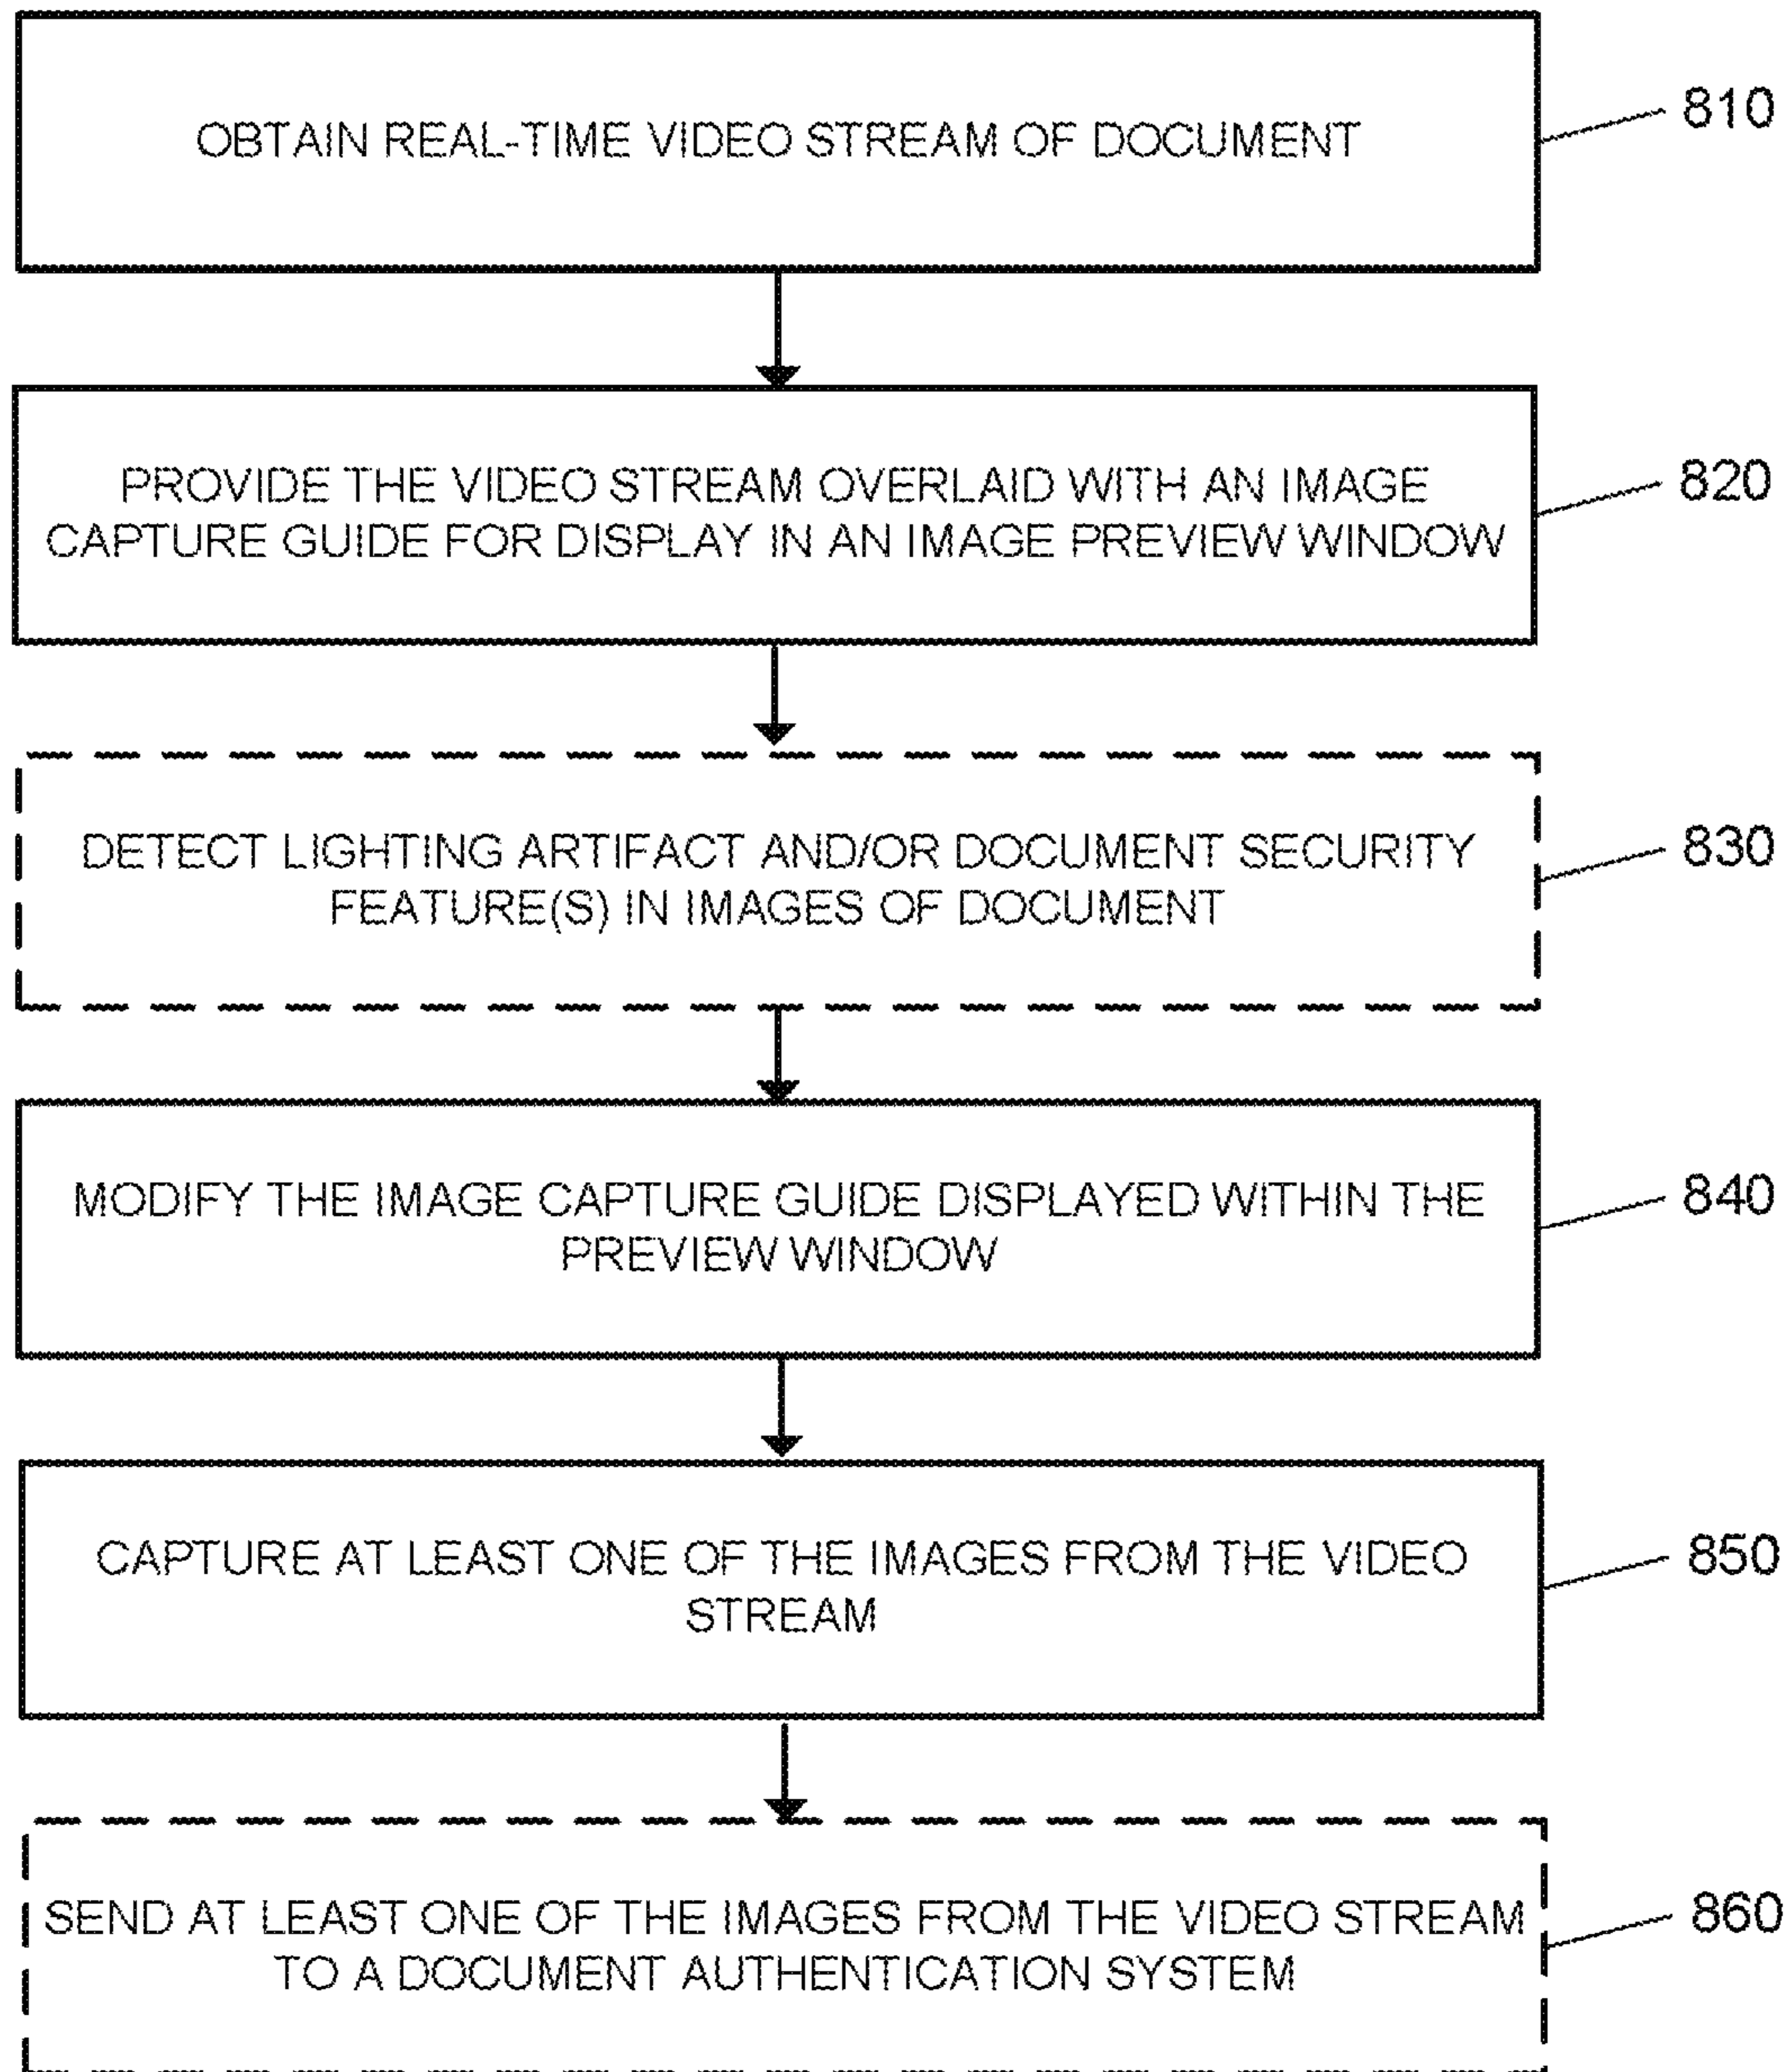 OBTAIN REAL-TIME VIDEO STREAM OF DOCUMENT
810
PROVIDE THE VIDEO STREAM OVERLAID WITH AN IMAGE
CAPTURE GUIDE FOR DISPLAY IN AN IMAGE PREVIEW WINDOW
820
DETECT LIGHTING ARTIFACT AND/OR DOCUMENT SECURITY
FEATURE(S) IN IMAGES OF DOCUMENT
830
MODIFY THE IMAGE CAPTURE GUIDE DISPLAYED WITHIN THE
PREVIEW WINDOW
840
CAPTURE AT LEAST ONE OF THE IMAGES FROM THE VIDEO
STREAM
850
SEND AT LEAST ONE OF THE IMAGES FROM THE VIDEO STREAM
TO A DOCUMENT AUTHENTICATION SYSTEM
860